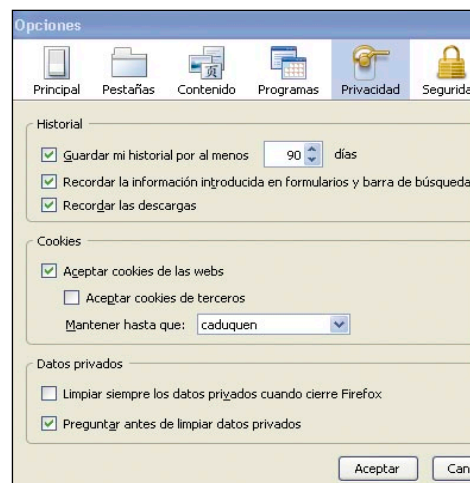 Opciones
Principal Pestañas Contenido Programas Privacidad Segurida
Historial
Guardar mi historial por al menos 90 días
Recordar la información introducida en formularios y barra de búsqueda
Recordar las descargas
Cookies
Aceptar cookies de las webs
Aceptar cookies de terceros
Mantener hasta que: caduquen
Datos privados
Limpiar siempre los datos privados cuando cierre Firefox
Preguntar antes de limpiar datos privados
Aceptar Can